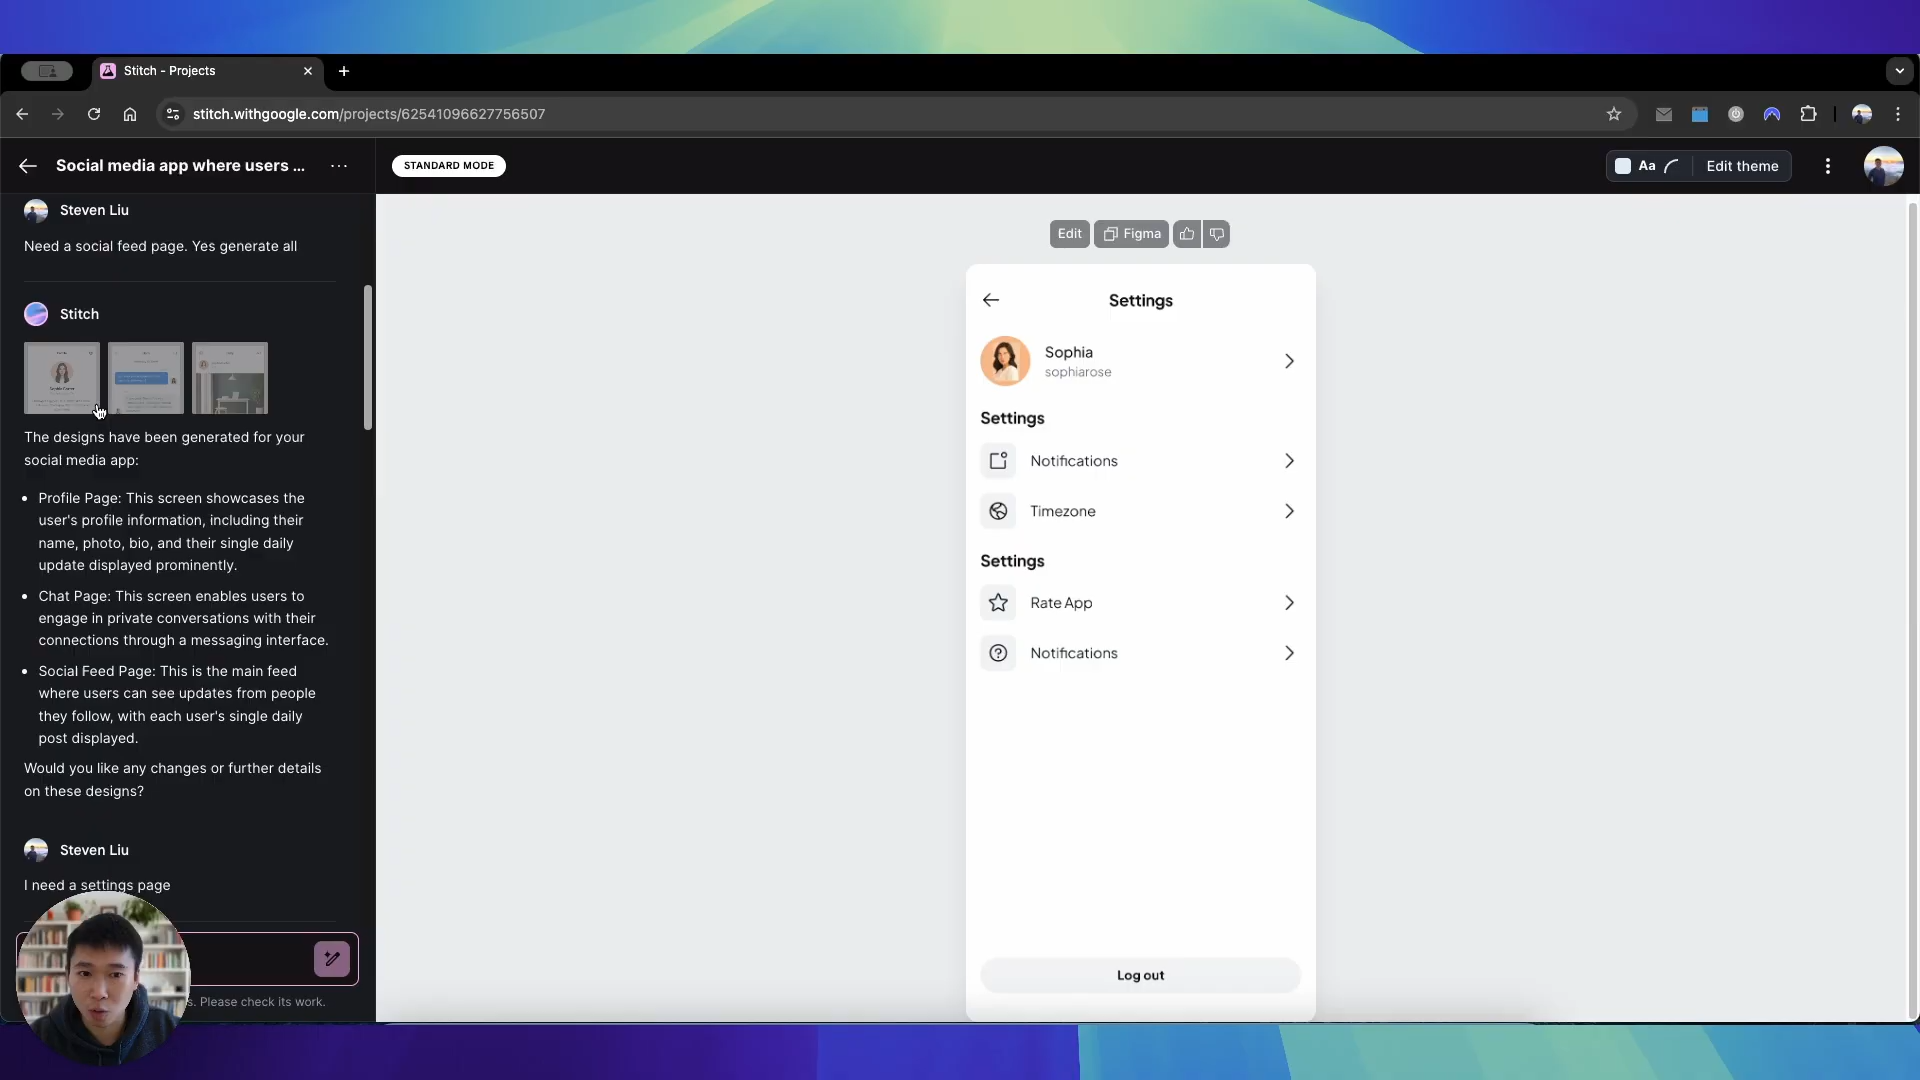 Stitch - Projects
stitch.withgoogle.com/projects/62541096627756507
Social media app where users ...
STANDARD MODE
Aa
Edit theme
Steven Liu
Need a social feed page. Yes generate all
Stitch
The designs have been generated for your
social media app:
Profile Page: This screen showcases the
user's profile information, including their
name, photo, bio, and their single daily
update displayed prominently.
Chat Page: This screen enables users to
engage in private conversations with their
connections through a messaging interface.
Social Feed Page: This is the main feed
where users can see updates from people
they follow, with each user's single daily
post displayed.
Would you like any changes or further details
on these designs?
Steven Liu
I need a settings page
s. Please check its work.
Edit
Figma
Settings
Sophia
sophiarose
Settings
Notifications
Timezone
Settings
Rate App
Notifications
Log out